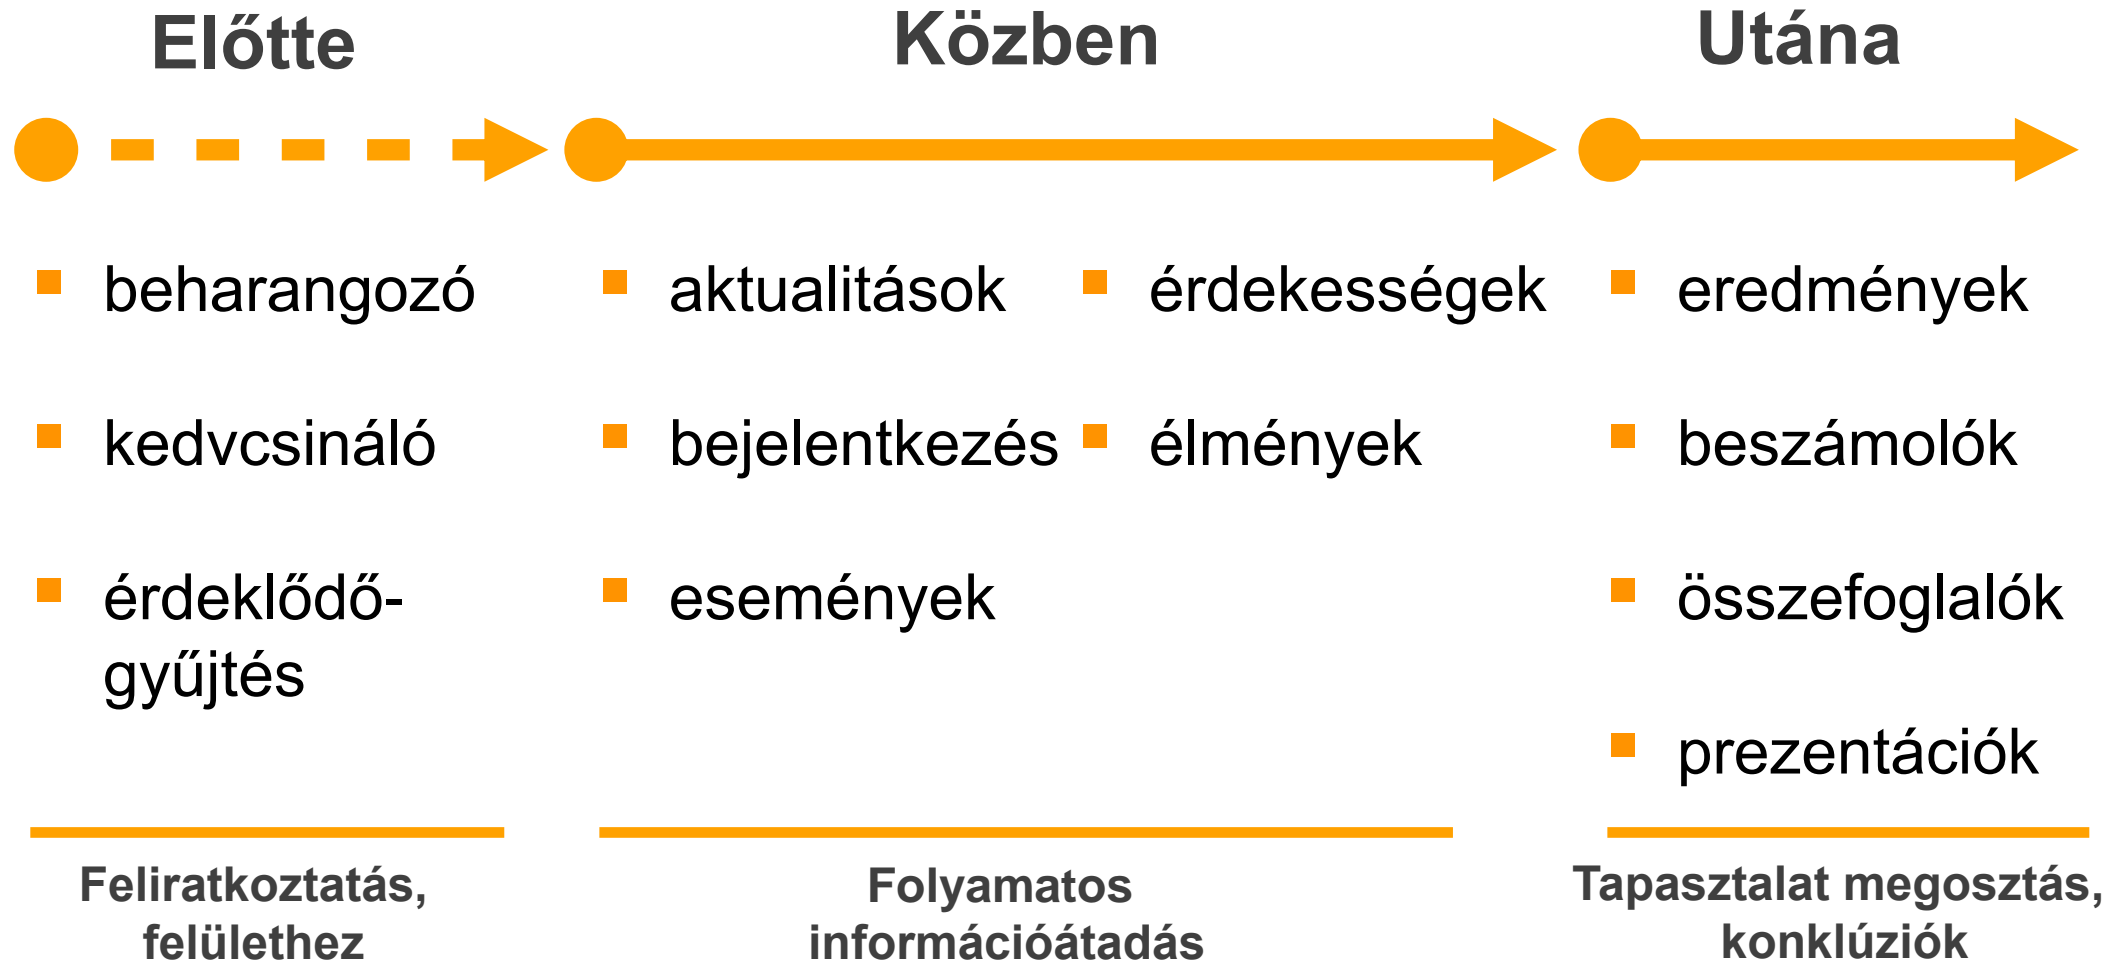 Előtte
Közben
Utána
beharangozó
kedvcsináló
érdeklődő-
gyűjtés
aktualitások
bejelentkezés
események
érdekességek
élmények
eredmények
beszámolók
összefoglalók
prezentációk
Feliratkoztatás,
felülethez
Folyamatos
információátadás
Tapasztalat megosztás,
konklúziók